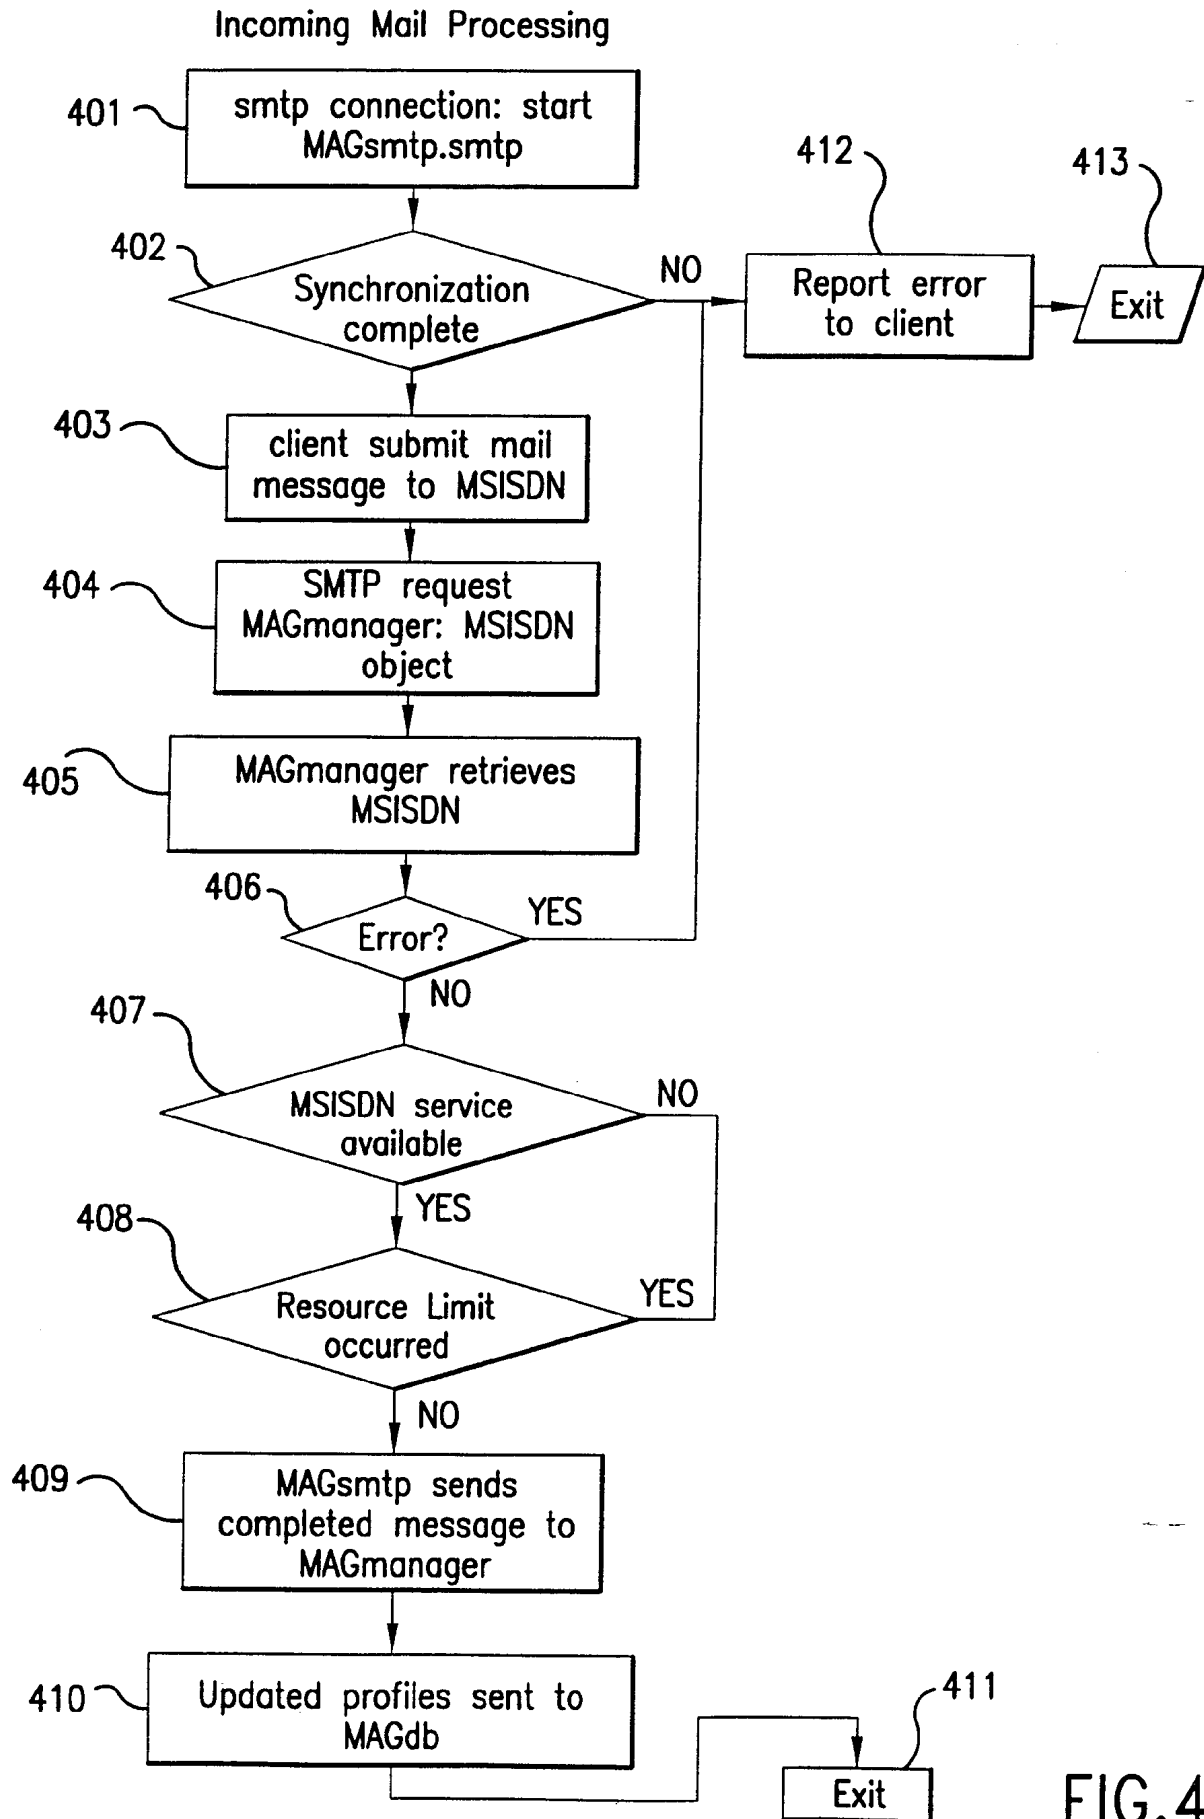 Incoming Mail Processing
401
smtp connection: start
MAGsmtp.smtp
412
413
402
Synchronization
complete
NO
Report error
to client
Exit
403
client submit mail
message to MSISDN
404
SMTP request
MAGmanager: MSISDN
object
405
MAGmanager retrieves
MSISDN
406
Error?
YES
NO
407
MSISDN service
available
NO
YES
408
Resource Limit
occurred
YES
NO
409
MAGsmtp sends
completed message to
MAGmanager
410
Updated profiles sent to
MAGdb
411
Exit
FIG.4